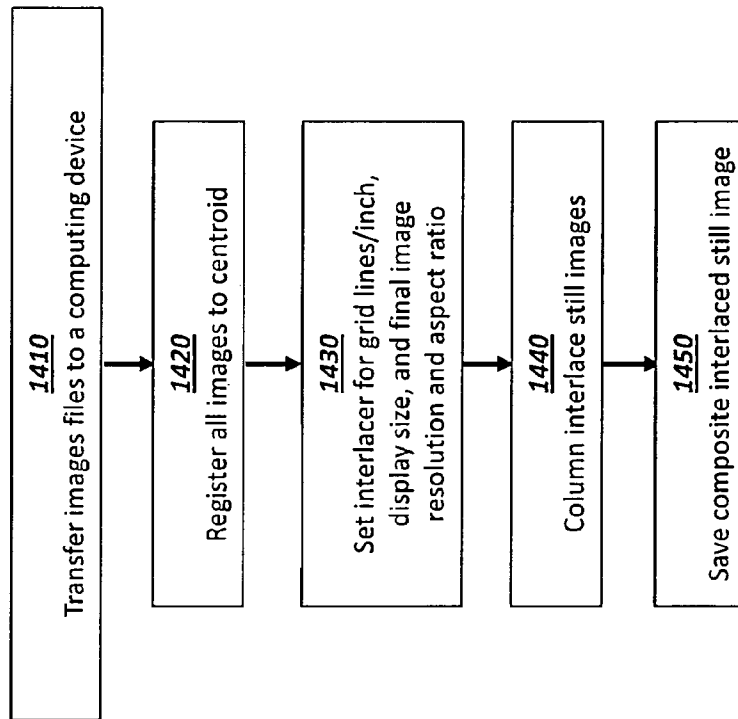 1410
Transfer images files to a computing device
1420
Register all images to centroid
1430
Set interlacer for grid lines/inch,
display size, and final image
resolution and aspect ratio
1440
Column interlace still images
1450
Save composite interlaced still image